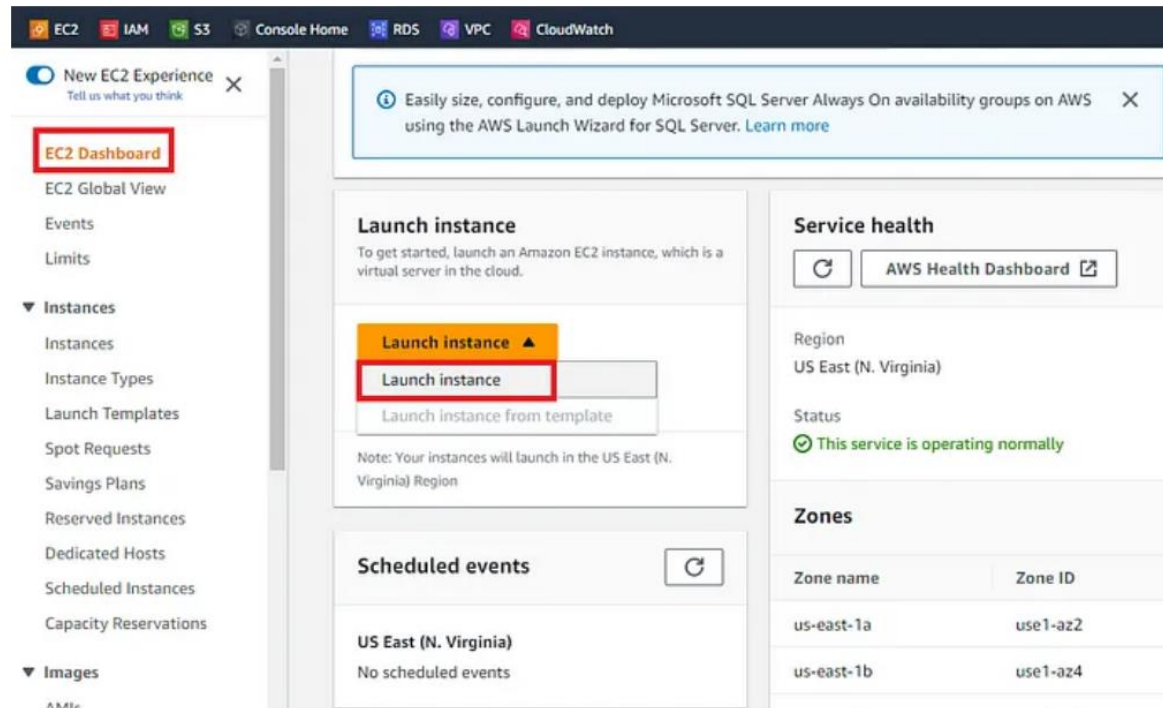 EC2 IAM S3 Console Home RDS VPC CloudWatch
New EC2 Experience
Tell us what you think
EC2 Dashboard
EC2 Global View
Events
Limits
Instances
Instances
Instance Types
Launch Templates
Spot Requests
Savings Plans
Reserved Instances
Dedicated Hosts
Scheduled Instances
Capacity Reservations
Images
AMIs
Easily size, configure, and deploy Microsoft SQL Server Always On availability groups on AWS
using the AWS Launch Wizard for SQL Server. Learn more
Launch instance
To get started, launch an Amazon EC2 instance, which is a
virtual server in the cloud.
Launch instance
Launch instance
Launch instance from template
Note: Your instances will launch in the US East (N.
Virginia) Region
Scheduled events
US East (N. Virginia)
No scheduled events
Service health
AWS Health Dashboard
Region
US East (N. Virginia)
Status
This service is operating normally
Zones
Zone name Zone ID
us-east-1a use1-az2
us-east-1b use1-az4